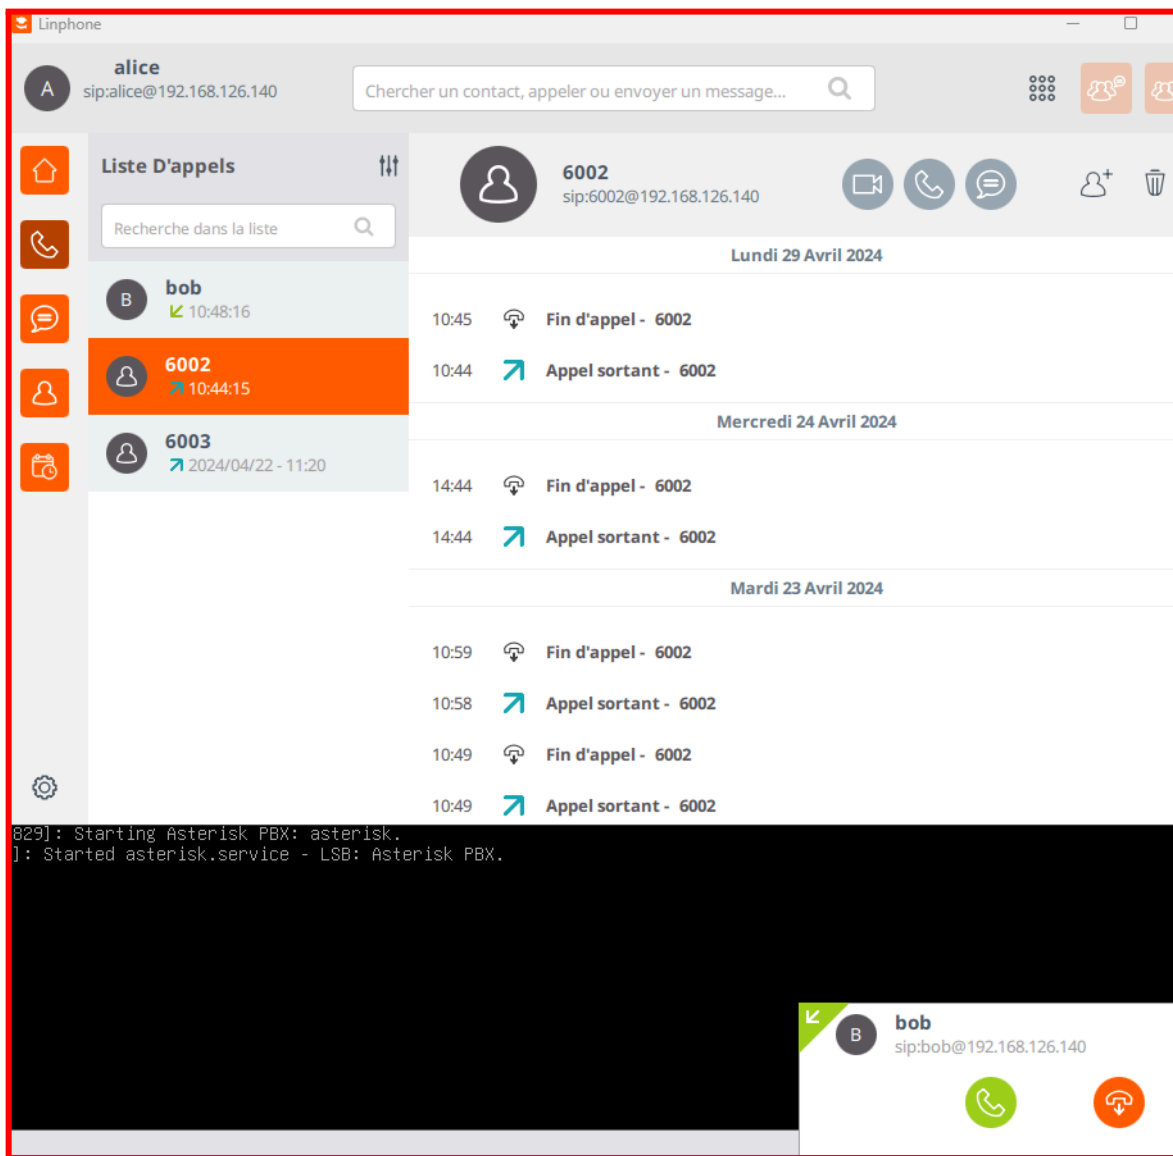 Linphone
alice
A
sip:alice@192.168.126.140
Chercher un contact, appeler ou envoyer un message...
Liste D'appels
Recherche dans la liste
B
bob
10:48:16
6002
10:44:15
6003
2024/04/22 - 11:20
6002
sip:6002@192.168.126.140
Lundi 29 Avril 2024
10:45 Fin d'appel - 6002
10:44 Appel sortant - 6002
Mercredi 24 Avril 2024
14:44 Fin d'appel - 6002
14:44 Appel sortant - 6002
Mardi 23 Avril 2024
10:59 Fin d'appel - 6002
10:58 Appel sortant - 6002
10:49 Fin d'appel - 6002
10:49 Appel sortant - 6002
829]: Starting Asterisk PBX: asterisk.
]: Started asterisk.service - LSB: Asterisk PBX.
B
bob
sip:bob@192.168.126.140